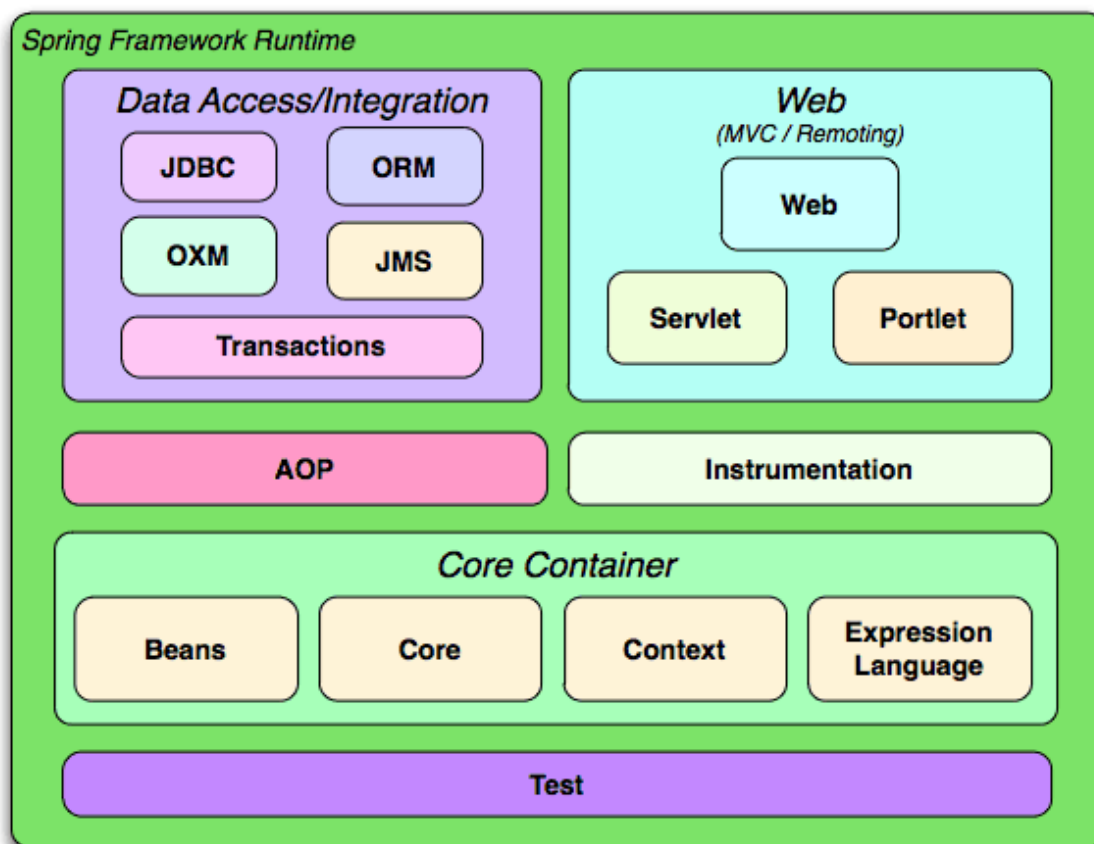 Spring Framework Runtime
Data Access/Integration
JDBC
ORM
OXM
JMS
Transactions
Web
(MVC / Remoting)
Web
Servlet
Portlet
AOP
Instrumentation
Core Container
Beans
Core
Context
Expression
Language
Test